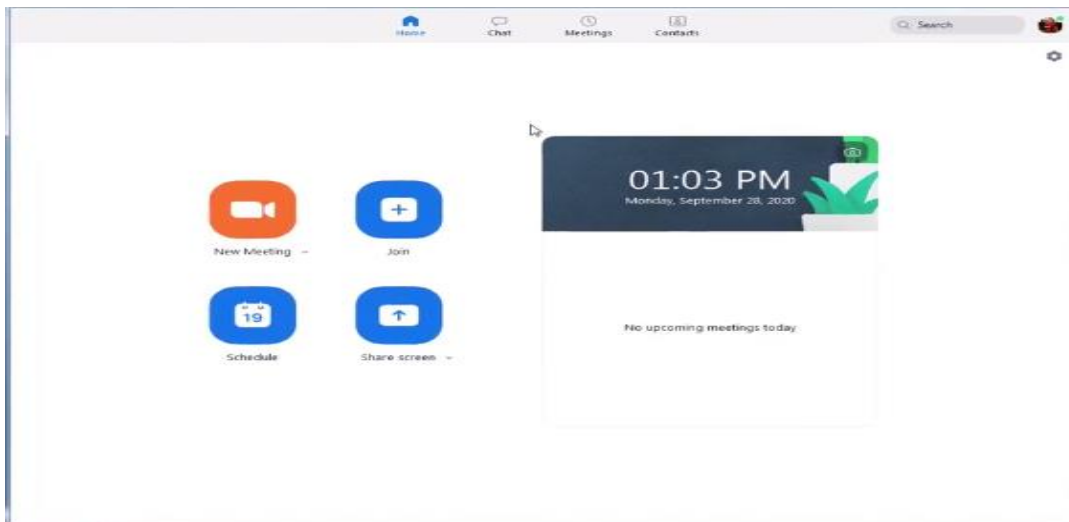 Home
Chat
Meetings
Contacts
Search
01:03 PM
Monday, September 28, 2020
New Meeting
Join
19
Schedule
Share screen
No upcoming meetings today